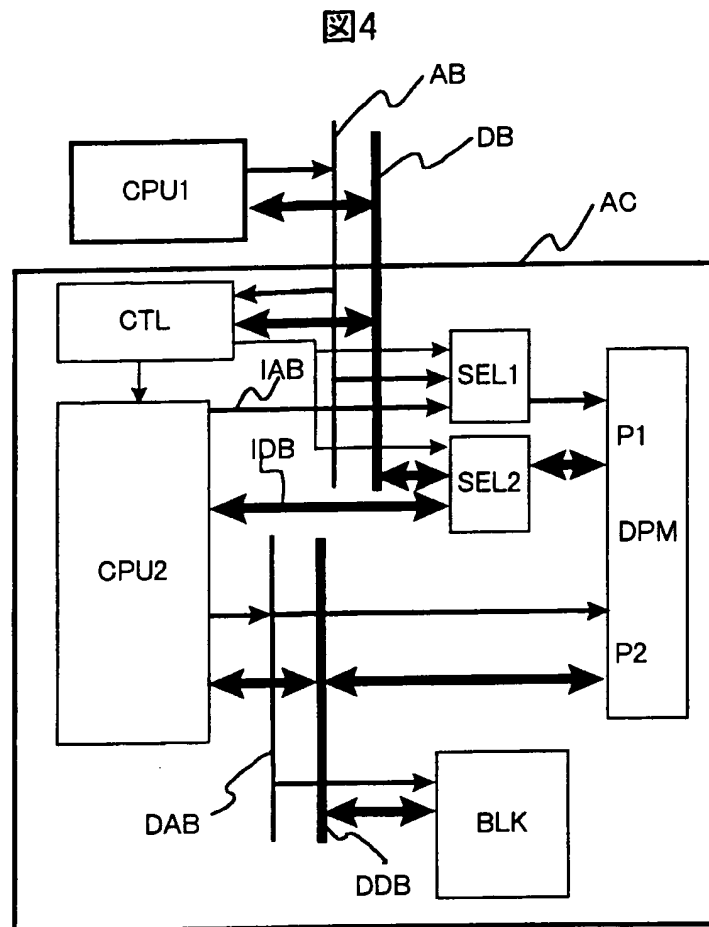 図4
AB
DB
CPU1
AC
CTL
IAB
SEL1
P1
IDB
SEL2
DPM
CPU2
P2
DAB
BLK
DDB